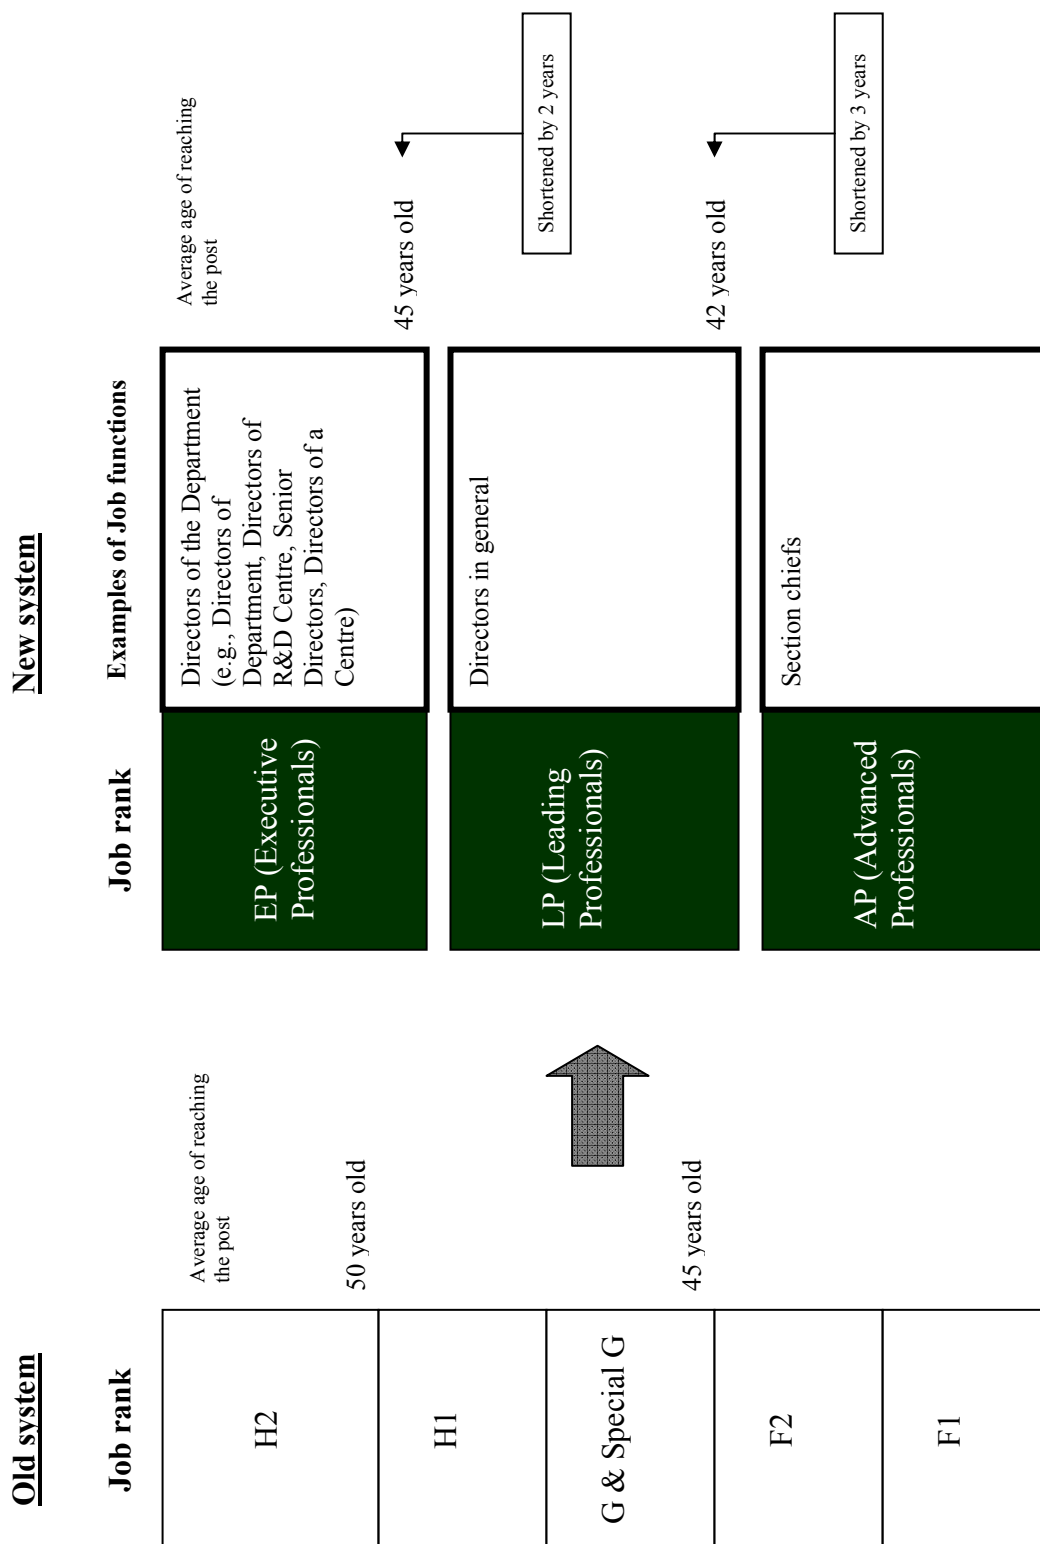 Old system
New system
Job rank
Job rank
Examples of Job functions
Average age of reaching
the post
Average age of reaching
the post
H2
50 years old
EP (Executive
Professionals)
Directors of the Department
(e.g., Directors of
Department, Directors of
R&D Centre, Senior
Directors, Directors of a
Centre)
45 years old
Shortened by 2 years
H1
G & Special G
45 years old
LP (Leading
Professionals)
Directors in general
42 years old
Shortened by 3 years
F2
F1
AP (Advanced
Professionals)
Section chiefs